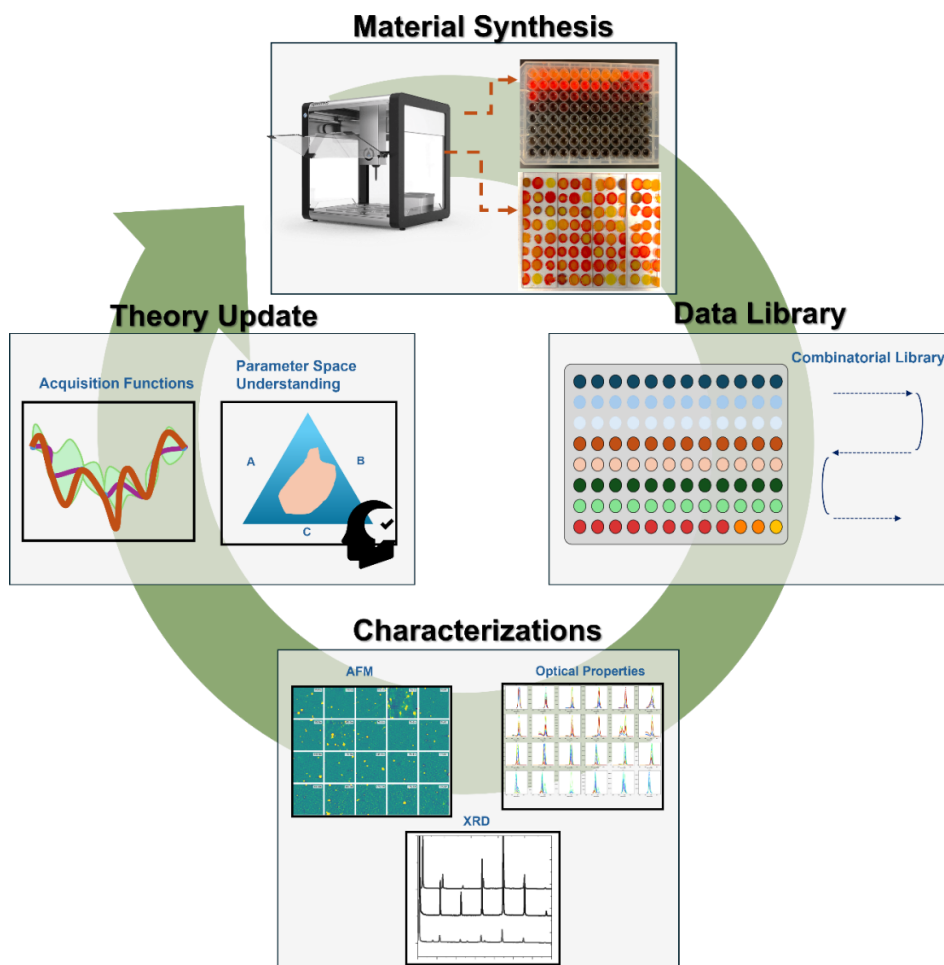 Material Synthesis
Theory Update
Acquisition Functions
Parameter Space
Understanding
A
B
C
Data Library
Combinatorial Library
Characterizations
AFM
Optical Properties
XRD